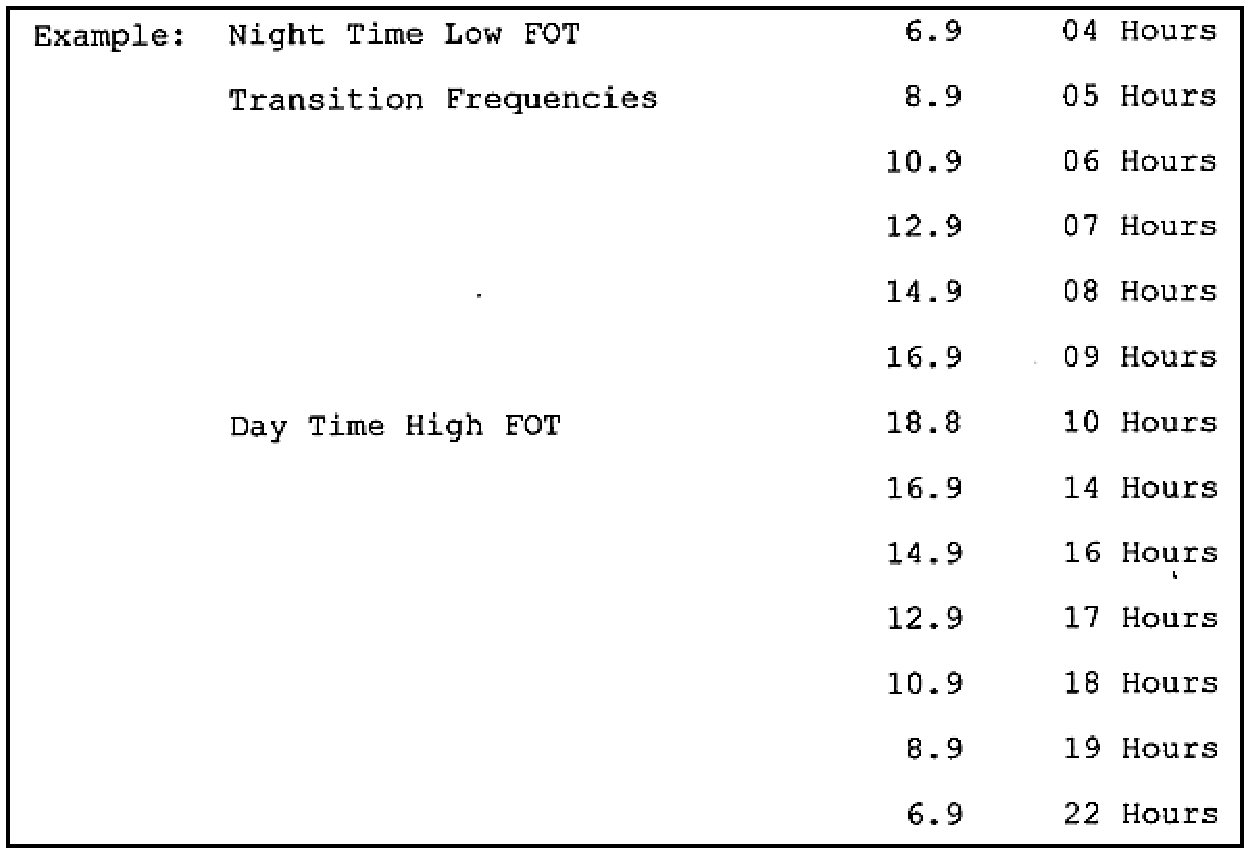 Example: Night Time Low FOT 6.9 04 Hours
Transition Frequencies 8.9 05 Hours
10.9 06 Hours
12.9 07 Hours
14.9 08 Hours
16.9 09 Hours
Day Time High FOT 18.8 10 Hours
16.9 14 Hours
14.9 16 Hours
12.9 17 Hours
10.9 18 Hours
8.9 19 Hours
6.9 22 Hours